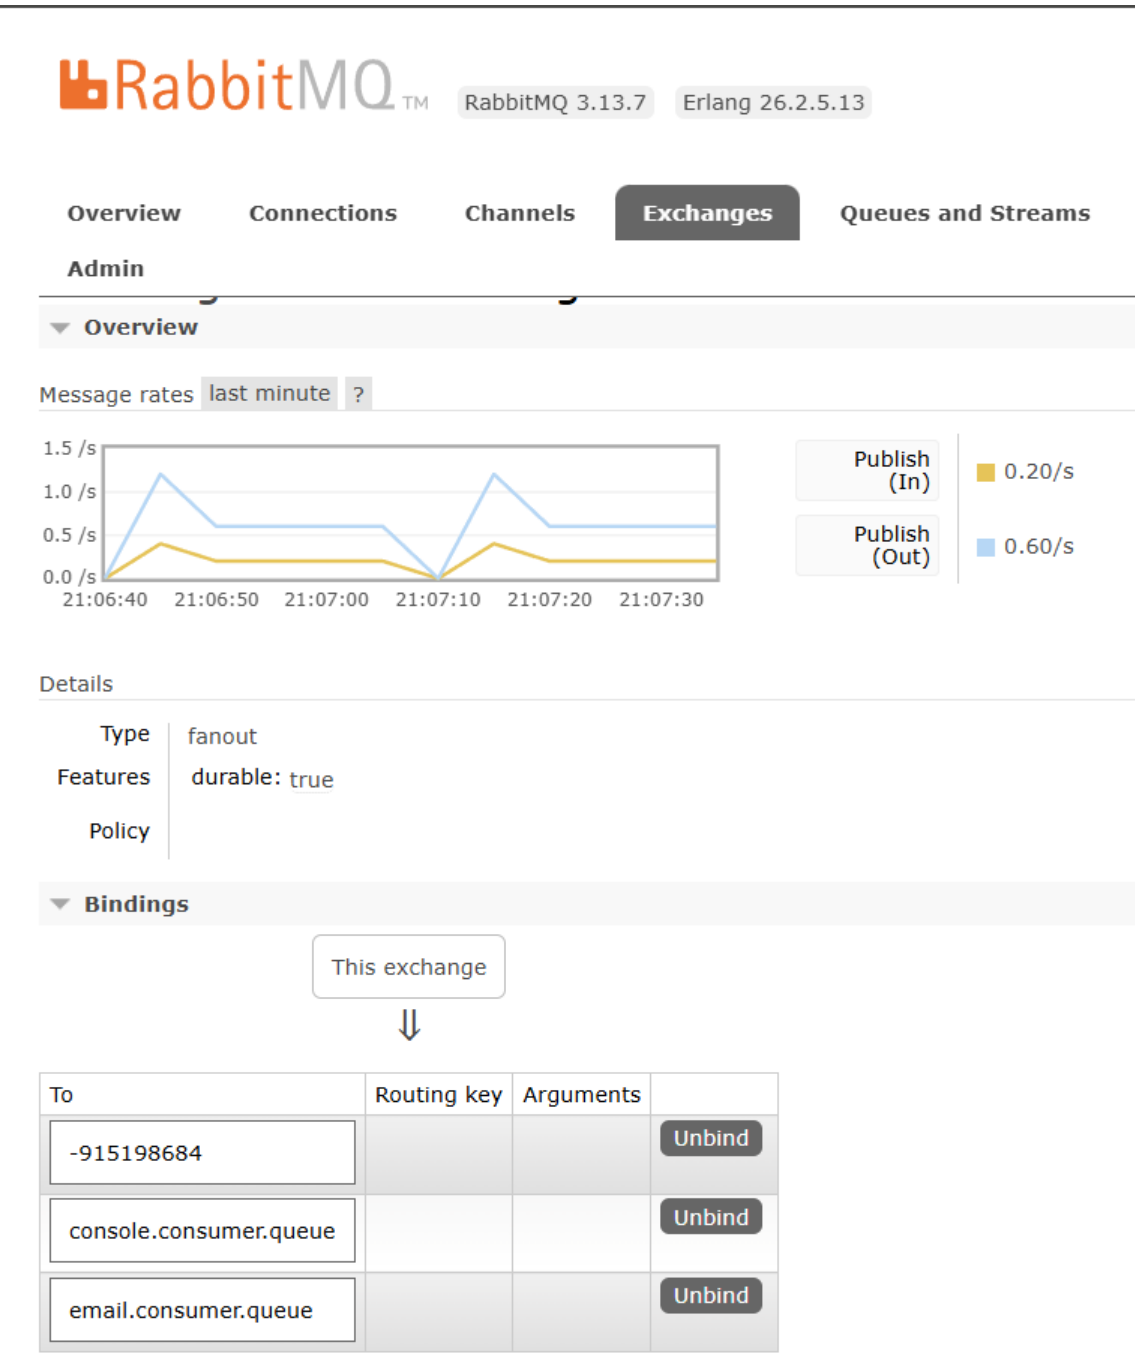 RabbitMQ TM RabbitMQ 3.13.7 Erlang 26.2.5.13
Overview Connections Channels Exchanges Queues and Streams
Admin
Overview
Message rates last minute ?
1.5 /s
1.0 /s
0.5 /s
0.0 /s
21:06:40 21:06:50 21:07:00 21:07:10 21:07:20 21:07:30
Publish
(In)
0.20/s
Publish
(Out)
0.60/s
Details
Type fanout
Features durable: true
Policy
Bindings
This exchange
⇓
To Routing key Arguments
-915198684 Unbind
console.consumer.queue Unbind
email.consumer.queue Unbind